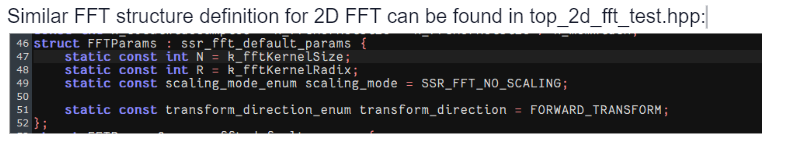 Similar FFT structure definition for 2D FFT can be found in top_2d_fft_test.hpp:
46 struct FFTParams : ssr_fft_default_params {
47 static const int N = k_fftKernelSize;
48 static const int R = k_fftKernelRadix;
49 static const scaling_mode_enum scaling_mode = SSR_FFT_NO_SCALING;
50
51 static const transform_direction_enum transform_direction = FORWARD_TRANSFORM;
52 };